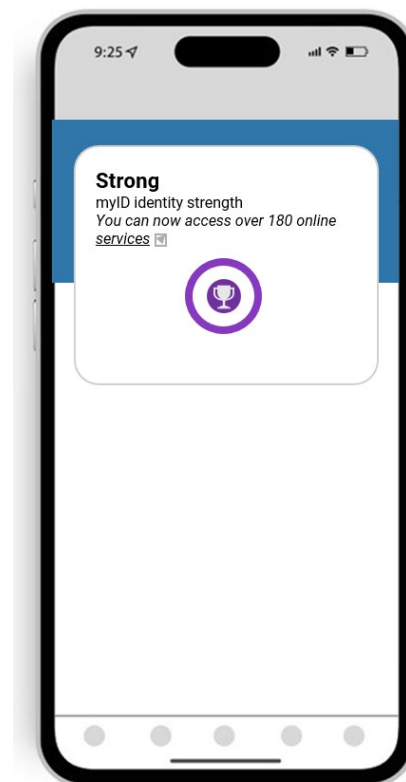 9:25
Strong
myID identity strength
You can now access over 180 online
services